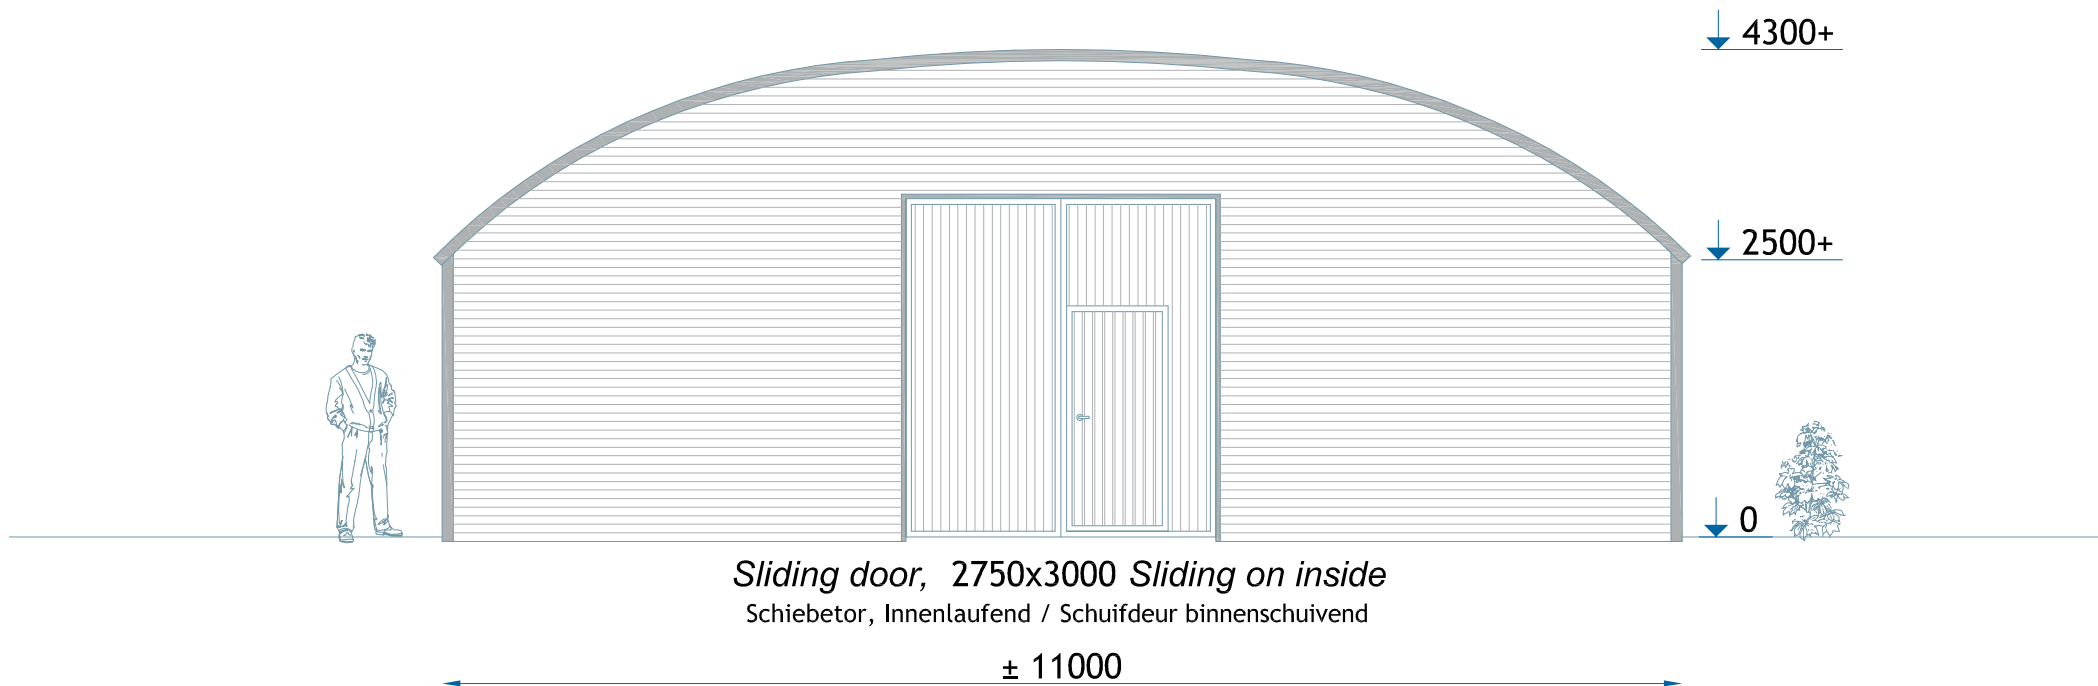 4300+
2500+
0
Sliding door, 2750x3000 Sliding on inside
Schiebetor, Innenlaufend / Schuifdeur binnenschuivend
± 11000